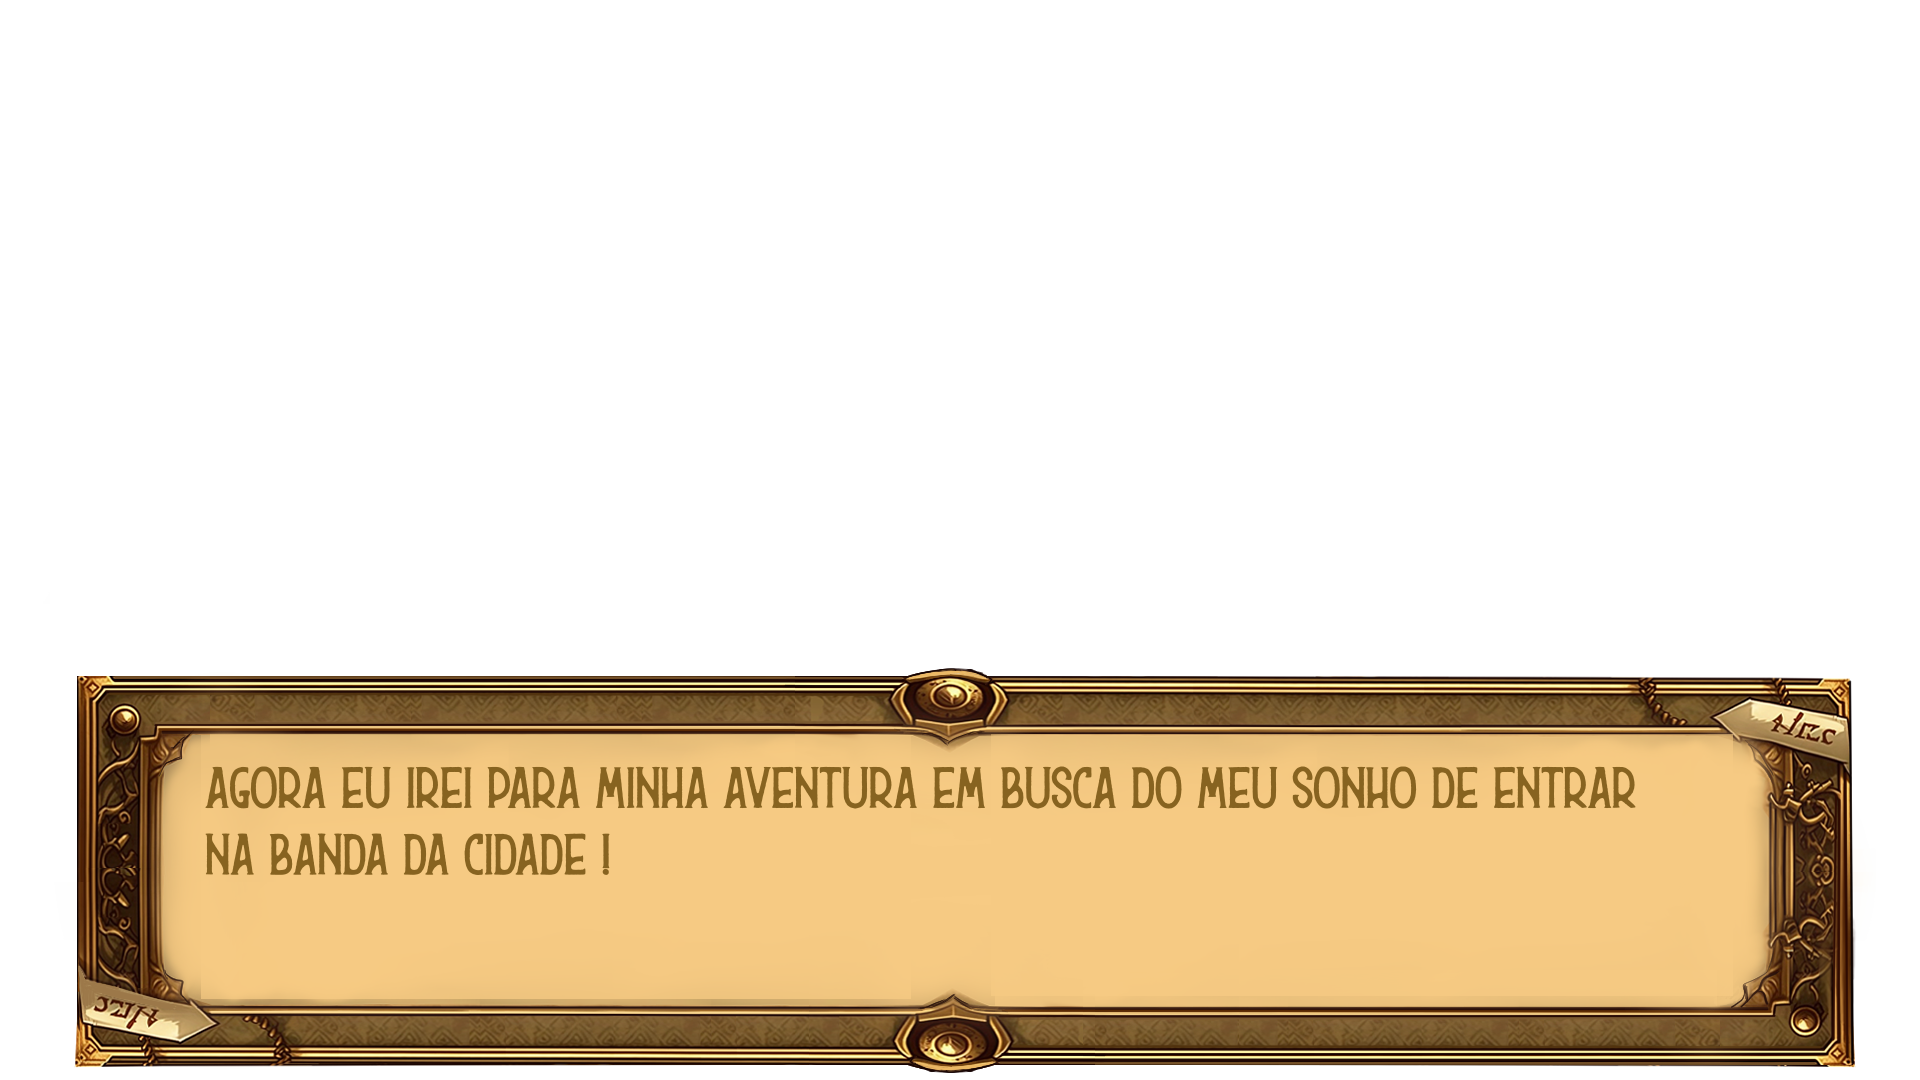 AGORA EU IREI PARA MINHA AVENTURA EM BUSCA DO MEU SONHO DE ENTRAR
NA BANDA DA CIDADE !